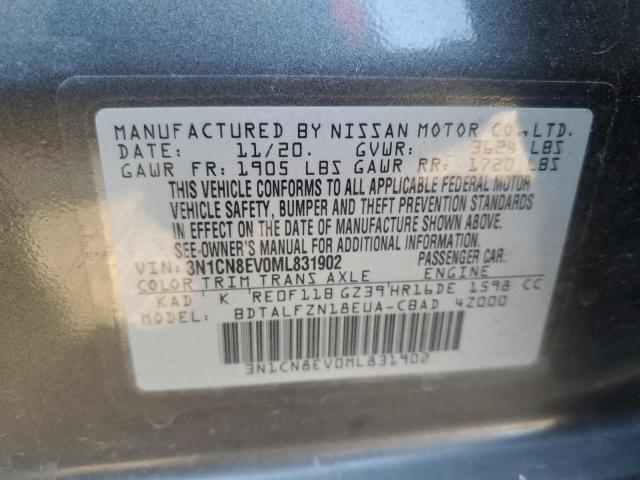 MANUFACTURED BY NISSAN MOTOR CO.,LTD.
DATE: 11/20. GVWR: 3624 LBS
GAWR FR: 1905 LBS GAWR RR: 1720 LBS
THIS VEHICLE CONFORMS TO ALL APPLICABLE FEDERAL MOTOR
VEHICLE SAFETY, BUMPER AND THEFT PREVENTION STANDARDS
IN EFFECT ON THE DATE OF MANUFACTURE SHOWN ABOVE.
SEE-OWNER'S MANUAL FOR ADDITIONAL INFORMATION.
VIN: 3N1CN8EV0ML831902 PASSENGER CAR.
COLOR TRIM TRANS AXLE ENGINE
KAD K RE0F11B GZ39 HR16DE 1598 CC
BDTALFZN18EUA-CBAD 4Z000
3N1CN8EV0ML831902